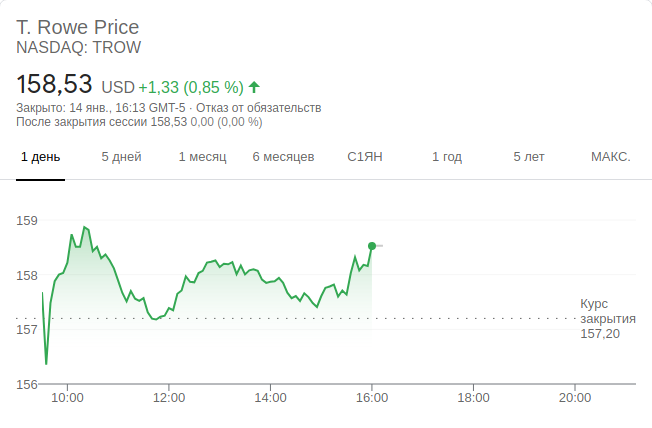 T. Rowe Price
NASDAQ: TROW
158,53 USD +1,33 (0,85 %)
Закрыто: 14 янв., 16:13 GMT-5 · Отказ от обязательств
После закрытия сессии 158,53 0,00 (0,00 %)
1 день 5 дней 1 месяц 6 месяцев С1ЯН 1 год 5 лет МАКС.
159
158
157
156
Курс
закрытия
157,20
10:00 12:00 14:00 16:00 18:00 20:00